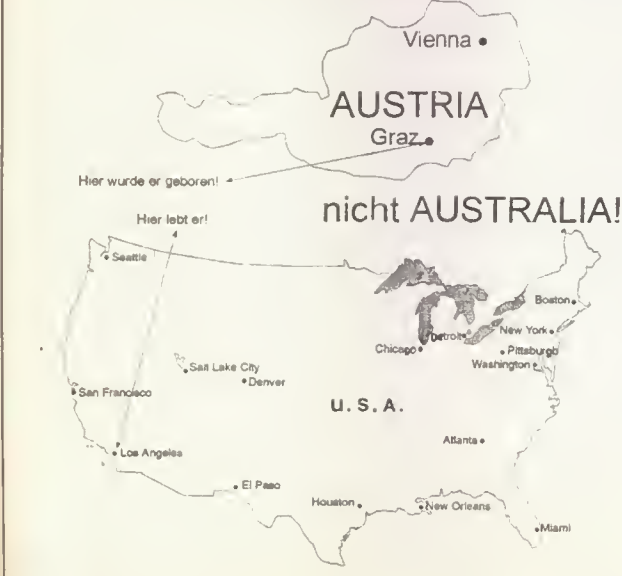 Vienna
AUSTRIA
Graz
Hier wurde er geboren!
Hier lebt er!
nicht AUSTRALIA!
Seattle
Boston
Detroit
New York
Chicago
Pittsburgh
Washington
Salt Lake City
Denver
San Francisco
U. S. A.
Atlanta
Los Angeles
El Paso
Houston
New Orleans
Miami